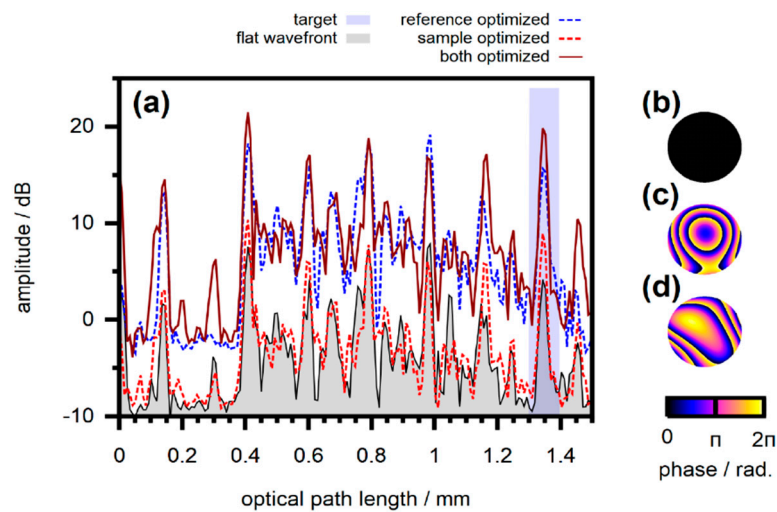 target reference optimized
flat wavefront sample optimized
both optimized
(a)
(b)
(c)
(d)
20
10
0
-10
amplitude / dB
0 0.2 0.4 0.6 0.8 1 1.2 1.4
optical path length / mm
0 π 2π
phase / rad.